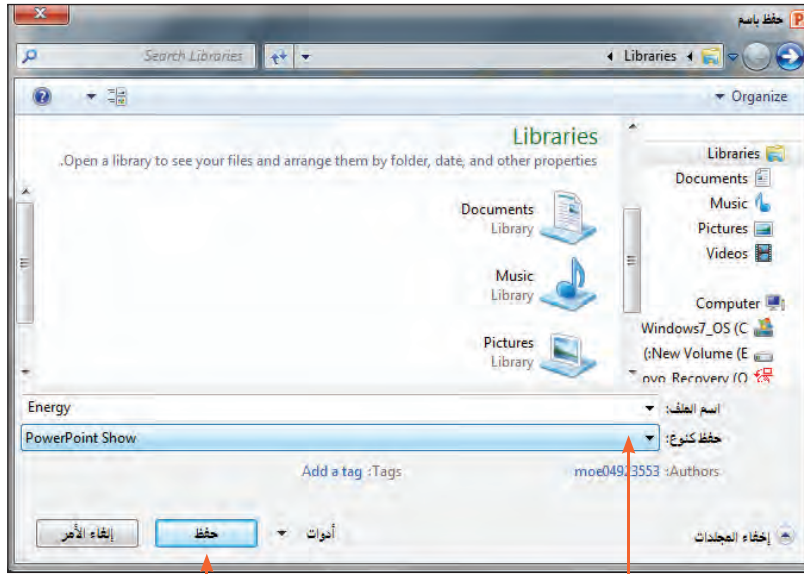 حفظ باسم
Libraries
Search Libraries
Organize
Libraries
Documents
Music
Pictures
Videos
Computer
Windows7_OS (C
(:New Volume (E
ovo Recovery (Q
Libraries
.Open a library to see your files and arrange them by folder, date, and other properties
Documents
Library
Music
Library
Pictures
Library
اسم الملف:
Energy
حفظ كنوع:
PowerPoint Show
moe04923553 :Authors
Add a tag :Tags
إخفاء المجلدات
أدوات
حفظ
إلغاء الأمر